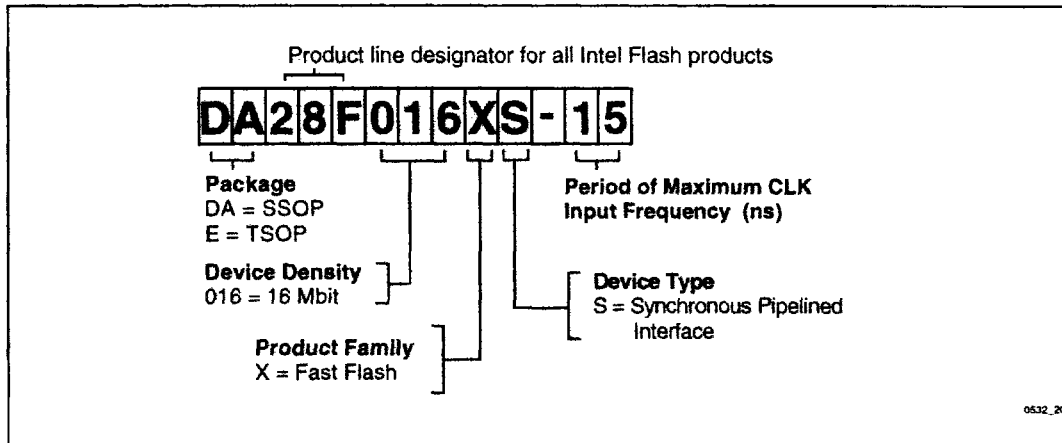 Product line designator for all Intel Flash products
DA28F016XS-15
Package
DA = SSOP
E = TSOP
Period of Maximum CLK
Input Frequency (ns)
Device Density
016 = 16 Mbit
Device Type
S = Synchronous Pipelined
Interface
Product Family
X = Fast Flash
0532_20